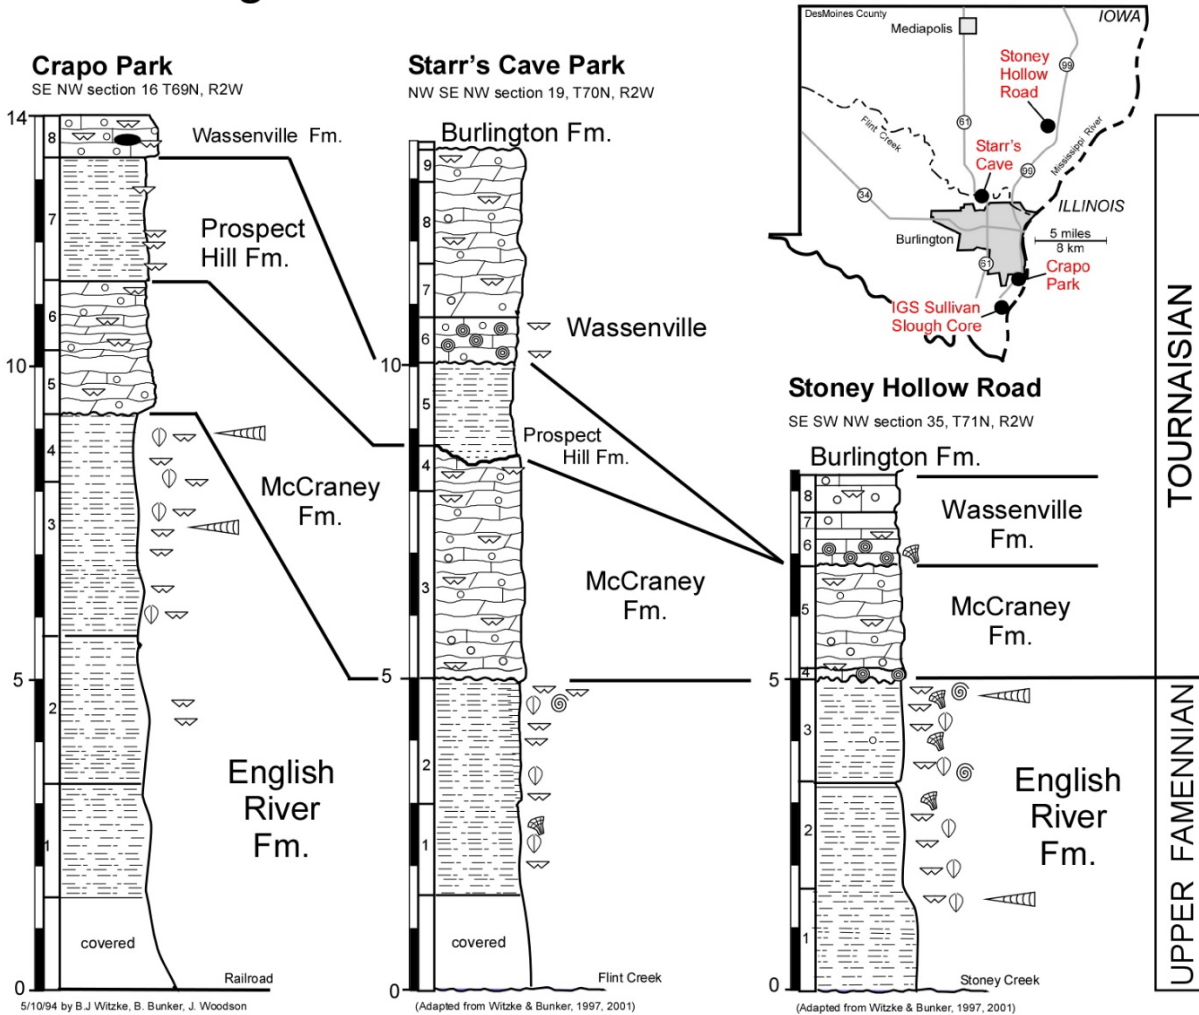 Crapo Park
SE NW section 16 T69N, R2W
14
10
5
0
8
7
6
5
4
3
2
1
covered
Railroad
Wassenville Fm.
Prospect
Hill Fm.
McCraney
Fm.
English
River
Fm.
5/10/94 by B.J Witzke, B. Bunker, J. Woodson
Starr's Cave Park
NW SE NW section 19, T70N, R2W
Burlington Fm.
10
5
0
9
8
7
6
5
4
3
2
1
covered
Flint Creek
Wassenville
Prospect
Hill Fm.
McCraney
Fm.
(Adapted from Witzke & Bunker, 1997, 2001)
DesMoines County
IOWA
Mediapolis
Stoney
Hollow
Road
99
61
Flint Creek
Mississippi River
Starr's
Cave
99
34
ILLINOIS
Burlington
5 miles
8 km
61
Crapo
Park
IGS Sullivan
Slough Core
Stoney Hollow Road
SE SW NW section 35, T71N, R2W
Burlington Fm.
5
0
8
7
6
5
4
3
2
1
Wassenville
Fm.
McCraney
Fm.
English
River
Fm.
Stoney Creek
(Adapted from Witzke & Bunker, 1997, 2001)
TOURNAISIAN
UPPER FAMENNIAN